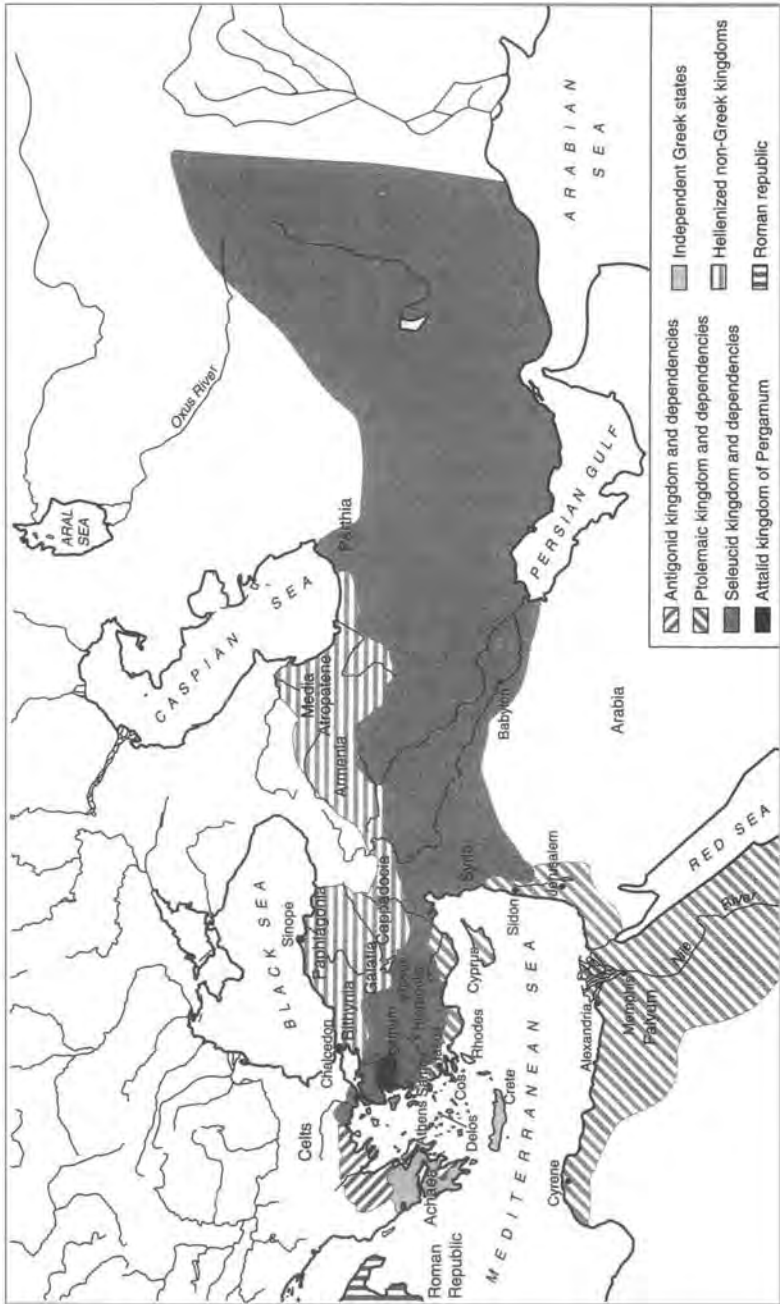 ARAL
SEA
Oxus River
CASPIAN SEA
Parthia
Media
Atropatene
Armenia
BLACK SEA
Sinope
Paphlagonia
Bithynia
Galatia
Cappadocia
Chalcedon
Celts
Athens
Achaea
Delos
Cos
Rhodes
Crete
Cyprus
Syria
Sidon
Jerusalem
Babylon
PERSIAN GULF
ARABIAN
SEA
Arabia
RED SEA
Nile River
Alexandria
Memphis
Faiyum
Cyrene
MEDITERRANEAN SEA
Roman
Republic
Antigonid kingdom and dependencies
Ptolemaic kingdom and dependencies
Seleucid kingdom and dependencies
Attalid kingdom of Pergamum
Independent Greek states
Hellenized non-Greek kingdoms
Roman republic